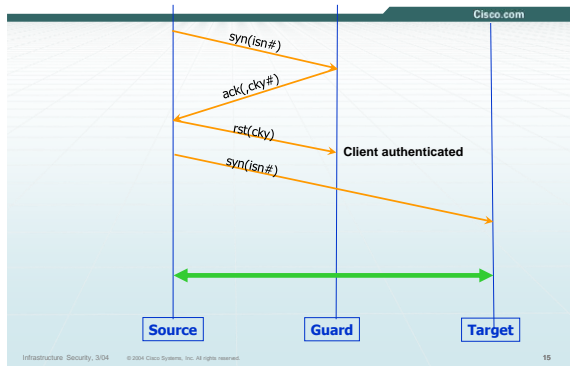 Cisco.com
syn(isn#)
ack(,cky#)
rst(cky)
Client authenticated
syn(isn#)
Source
Guard
Target
Infrastructure Security, 3/04
© 2004 Cisco Systems, Inc. All rights reserved.
15